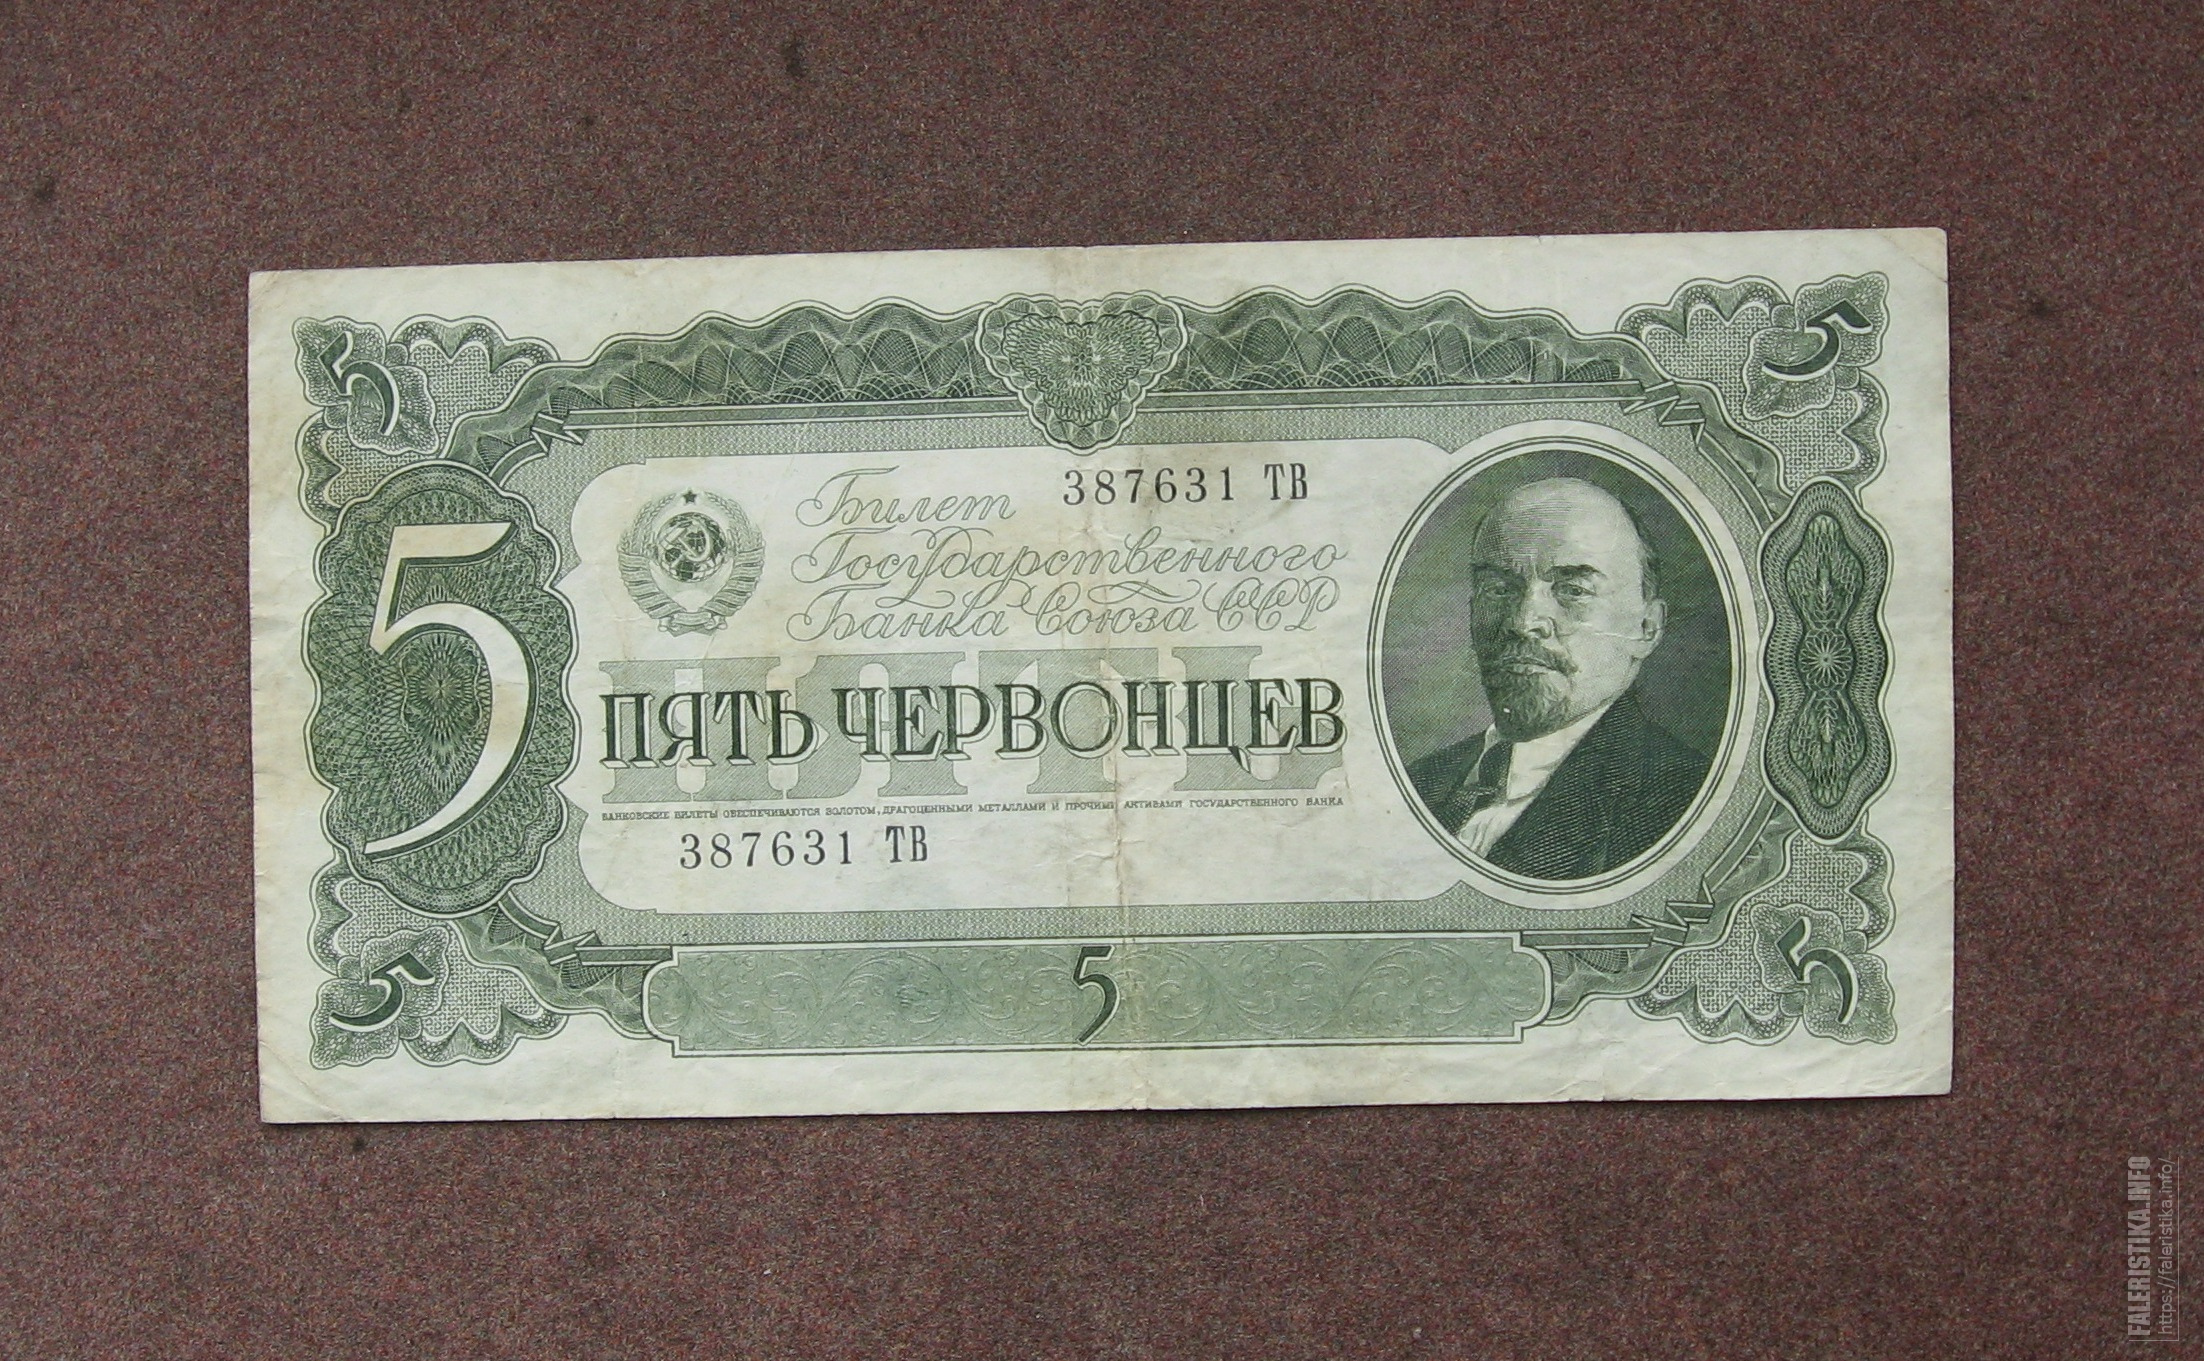 5
5
Билет 387631 ТВ
Государственного
Банка Союза ССР
5
ПЯТЬ
ПЯТЬ ЧЕРВОНЦЕВ
БАНКОВСКИЕ БИЛЕТЫ ОБЕСПЕЧИВАЮТСЯ ЗОЛОТОМ, ДРАГОЦЕННЫМИ МЕТАЛЛАМИ И ПРОЧИМИ АКТИВАМИ ГОСУДАРСТВЕННОГО БАНКА
387631 ТВ
5
5
5
FALERISTIKA.INFO
https://faleristika.info/